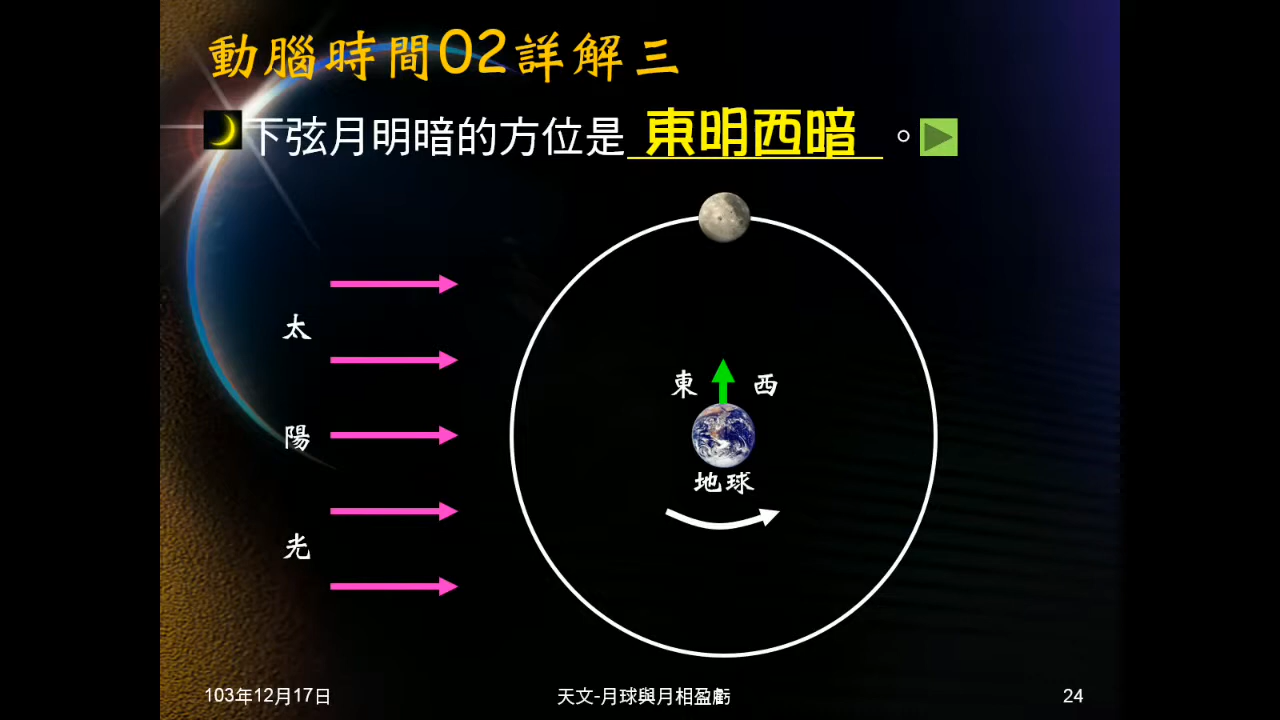 動腦時間02詳解三
下弦月明暗的方位是 東明西暗 。
太
陽
光
東 西
地球
103年12月17日 天文-月球與月相盈虧 24